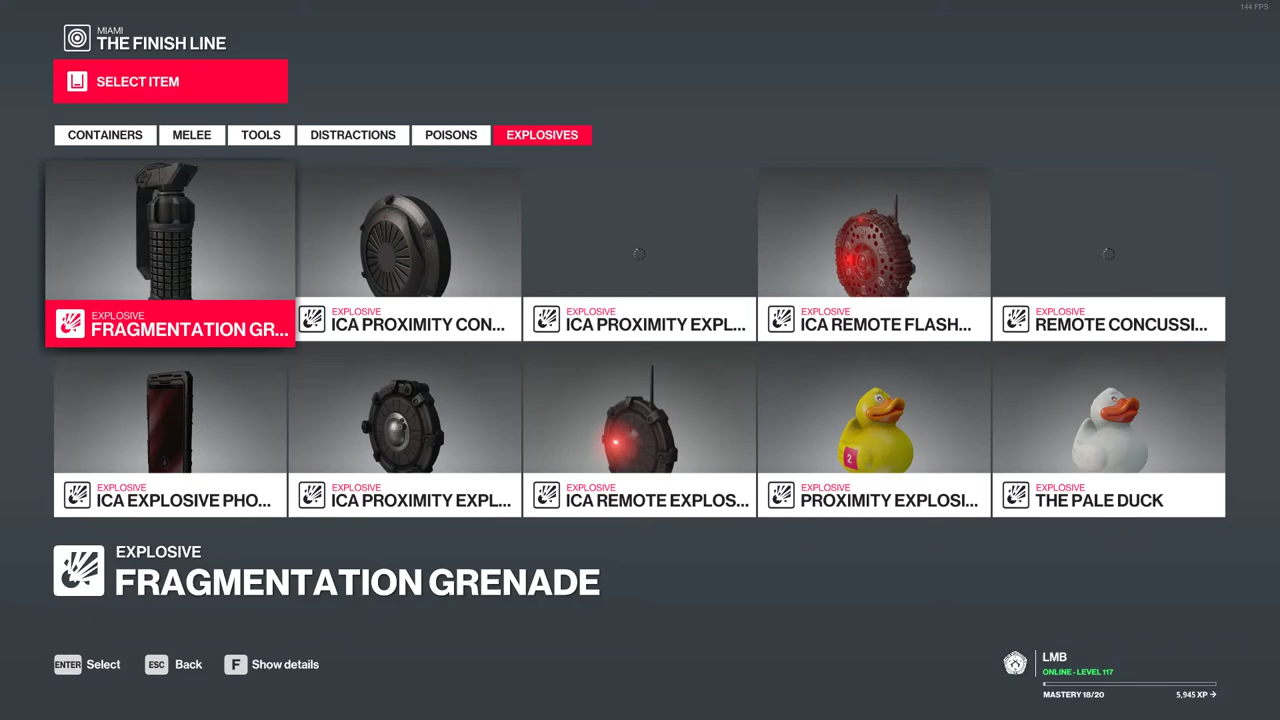 144 FPS
MIAMI
THE FINISH LINE
SELECT ITEM
CONTAINERS MELEE TOOLS DISTRACTIONS POISONS EXPLOSIVES
EXPLOSIVE
FRAGMENTATION GR...
EXPLOSIVE
ICA PROXIMITY CON...
EXPLOSIVE
ICA PROXIMITY EXPL...
EXPLOSIVE
ICA REMOTE FLASH...
EXPLOSIVE
REMOTE CONCUSSI...
EXPLOSIVE
ICA EXPLOSIVE PHO...
EXPLOSIVE
ICA PROXIMITY EXPL...
EXPLOSIVE
ICA REMOTE EXPLOS...
2
EXPLOSIVE
PROXIMITY EXPLOSI...
EXPLOSIVE
THE PALE DUCK
EXPLOSIVE
FRAGMENTATION GRENADE
ENTER Select ESC Back F Show details
LMB
ONLINE - LEVEL 117
MASTERY 18/20 5,945 XP →